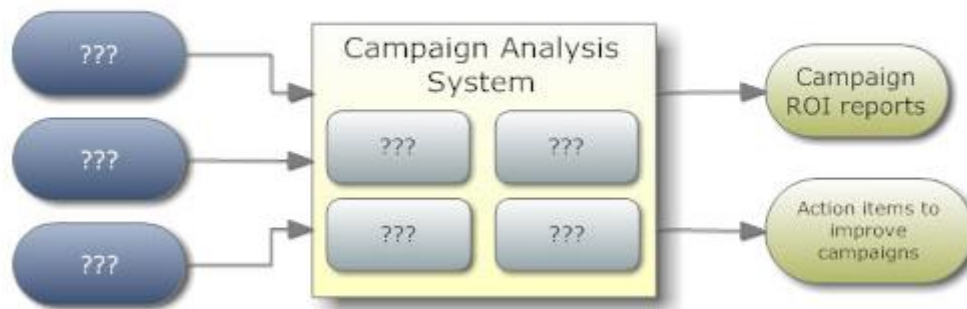 ???
???
???
Campaign Analysis
System
???
???
???
???
Campaign
ROI reports
Action items to
improve
campaigns